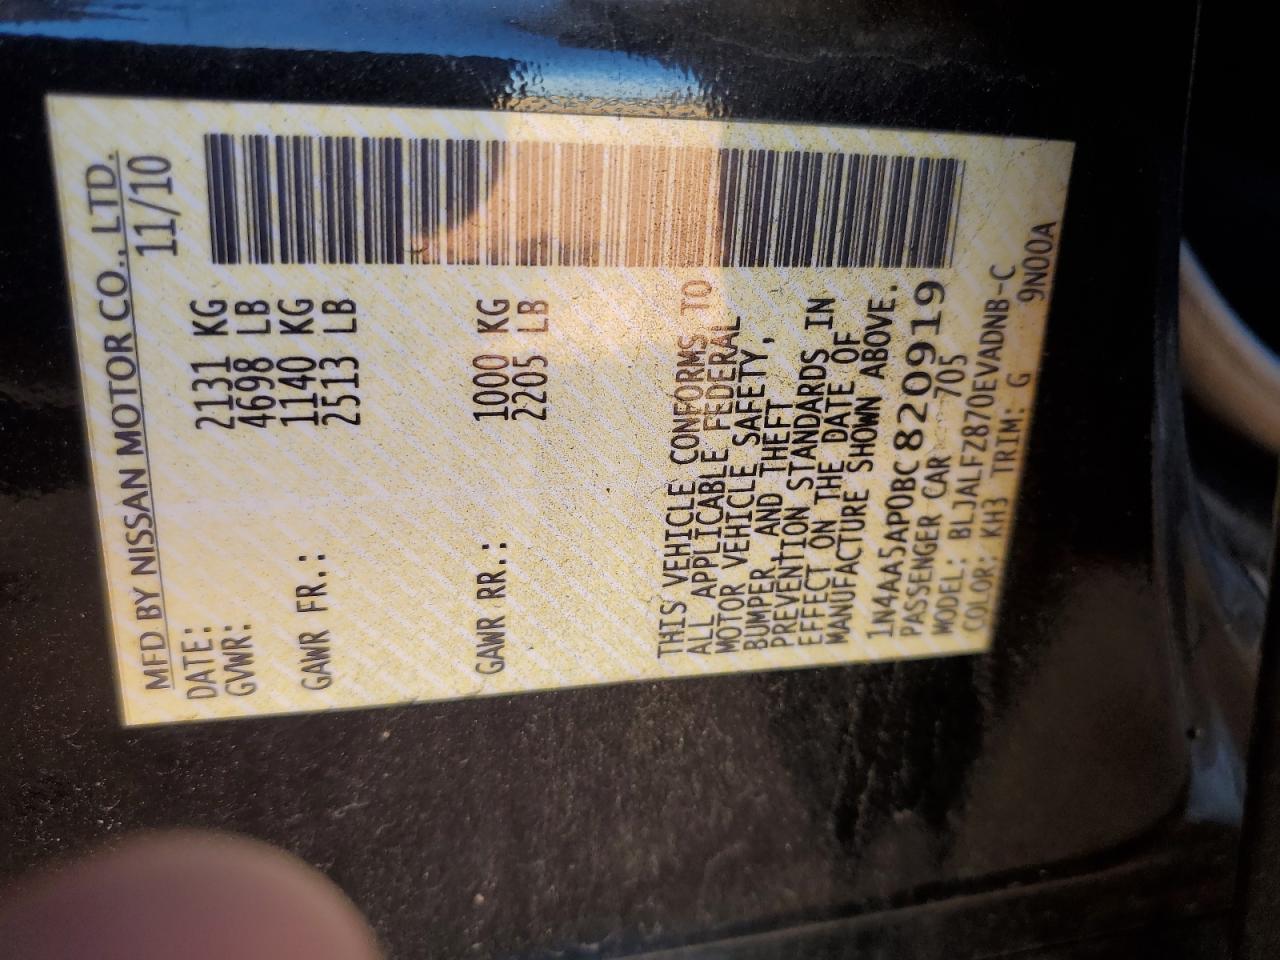 MFD BY NISSAN MOTOR CO., LTD.
DATE: 11/10
GVWR: 2131 KG
4698 LB
GAWR FR.: 1140 KG
2513 LB
GAWR RR.: 1000 KG
2205 LB
THIS VEHICLE CONFORMS TO
ALL APPLICABLE FEDERAL
MOTOR VEHICLE SAFETY,
BUMPER, AND THEFT
PREVENTION STANDARDS IN
EFFECT ON THE DATE OF
MANUFACTURE SHOWN ABOVE.
1N4AA5AP0BC820919
PASSENGER CAR 705
MODEL: BLJALFZ870EVADNB-C
COLOR: KH3 TRIM: G 9N00A